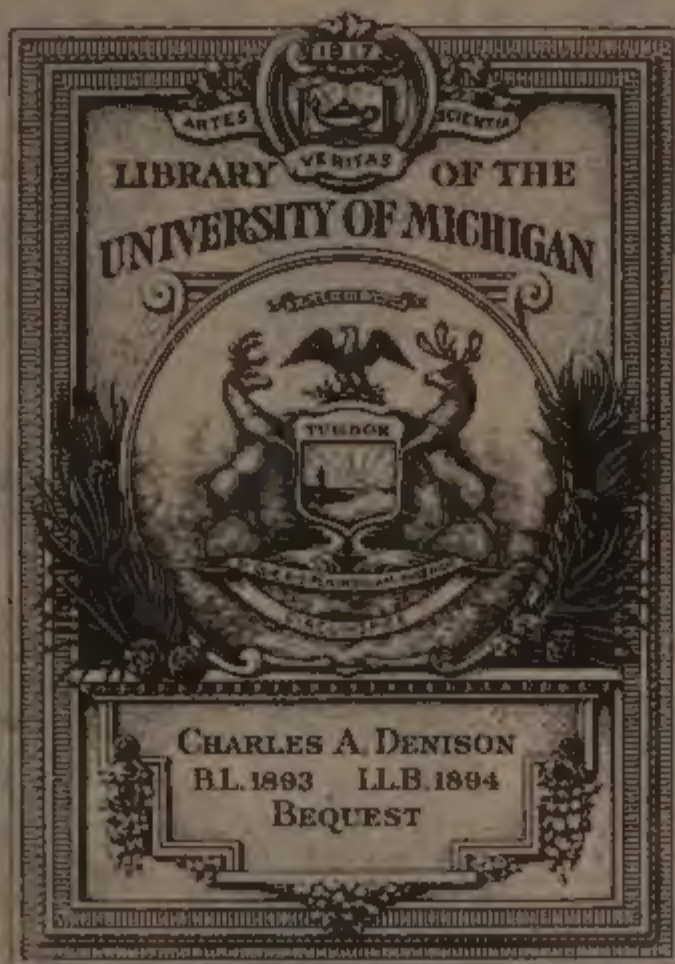 1817
ARTES SCIENTIA
VERITAS
LIBRARY OF THE
UNIVERSITY OF MICHIGAN
TUEBOR
CHARLES A. DENISON
B.L. 1893 LL.B. 1894
BEQUEST